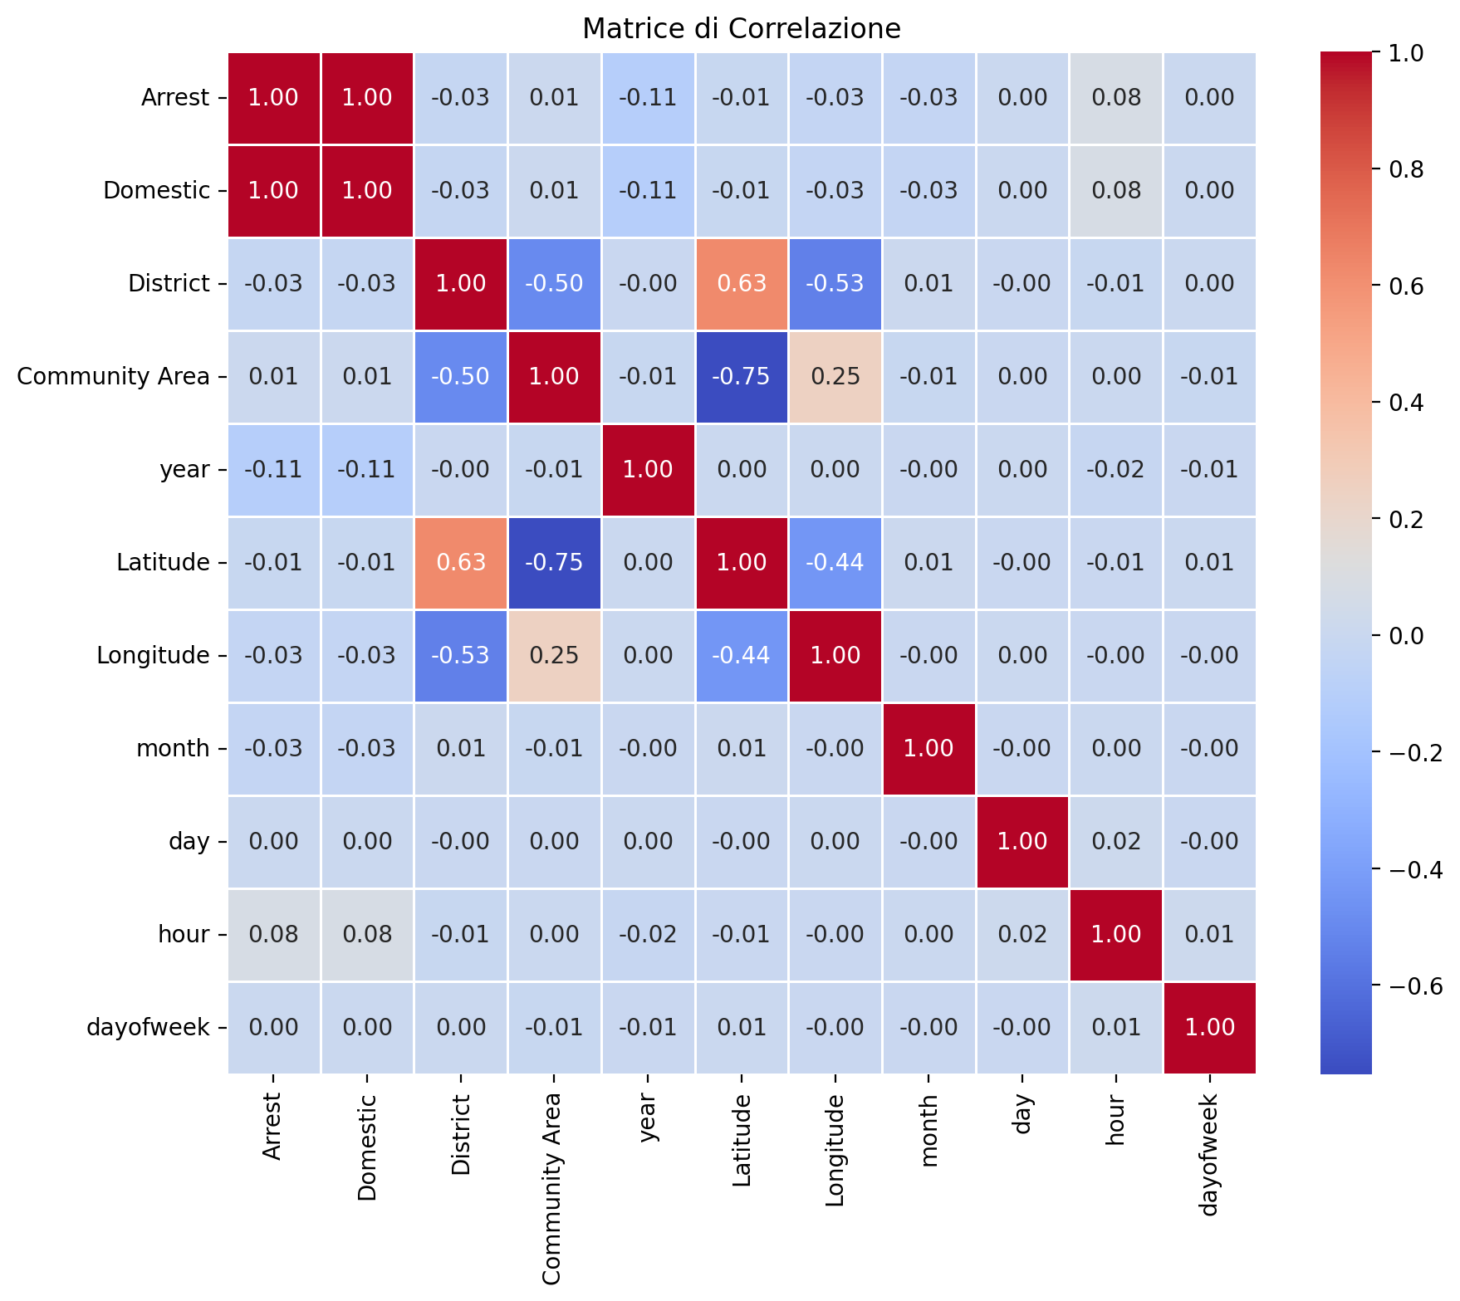 Matrice di Correlazione
Arrest 1.00 1.00 -0.03 0.01 -0.11 -0.01 -0.03 -0.03 0.00 0.08 0.00
Domestic 1.00 1.00 -0.03 0.01 -0.11 -0.01 -0.03 -0.03 0.00 0.08 0.00
District -0.03 -0.03 1.00 -0.50 -0.00 0.63 -0.53 0.01 -0.00 -0.01 0.00
Community Area 0.01 0.01 -0.50 1.00 -0.01 -0.75 0.25 -0.01 0.00 0.00 -0.01
year -0.11 -0.11 -0.00 -0.01 1.00 0.00 0.00 -0.00 0.00 -0.02 -0.01
Latitude -0.01 -0.01 0.63 -0.75 0.00 1.00 -0.44 0.01 -0.00 -0.01 0.01
Longitude -0.03 -0.03 -0.53 0.25 0.00 -0.44 1.00 -0.00 0.00 -0.00 -0.00
month -0.03 -0.03 0.01 -0.01 -0.00 0.01 -0.00 1.00 -0.00 0.00 -0.00
day 0.00 0.00 -0.00 0.00 0.00 -0.00 0.00 -0.00 1.00 0.02 -0.00
hour 0.08 0.08 -0.01 0.00 -0.02 -0.01 -0.00 0.00 0.02 1.00 0.01
dayofweek 0.00 0.00 0.00 -0.01 -0.01 0.01 -0.00 -0.00 -0.00 0.01 1.00
Arrest
Domestic
District
Community Area
year
Latitude
Longitude
month
day
hour
dayofweek
1.0
0.8
0.6
0.4
0.2
0.0
−0.2
−0.4
−0.6